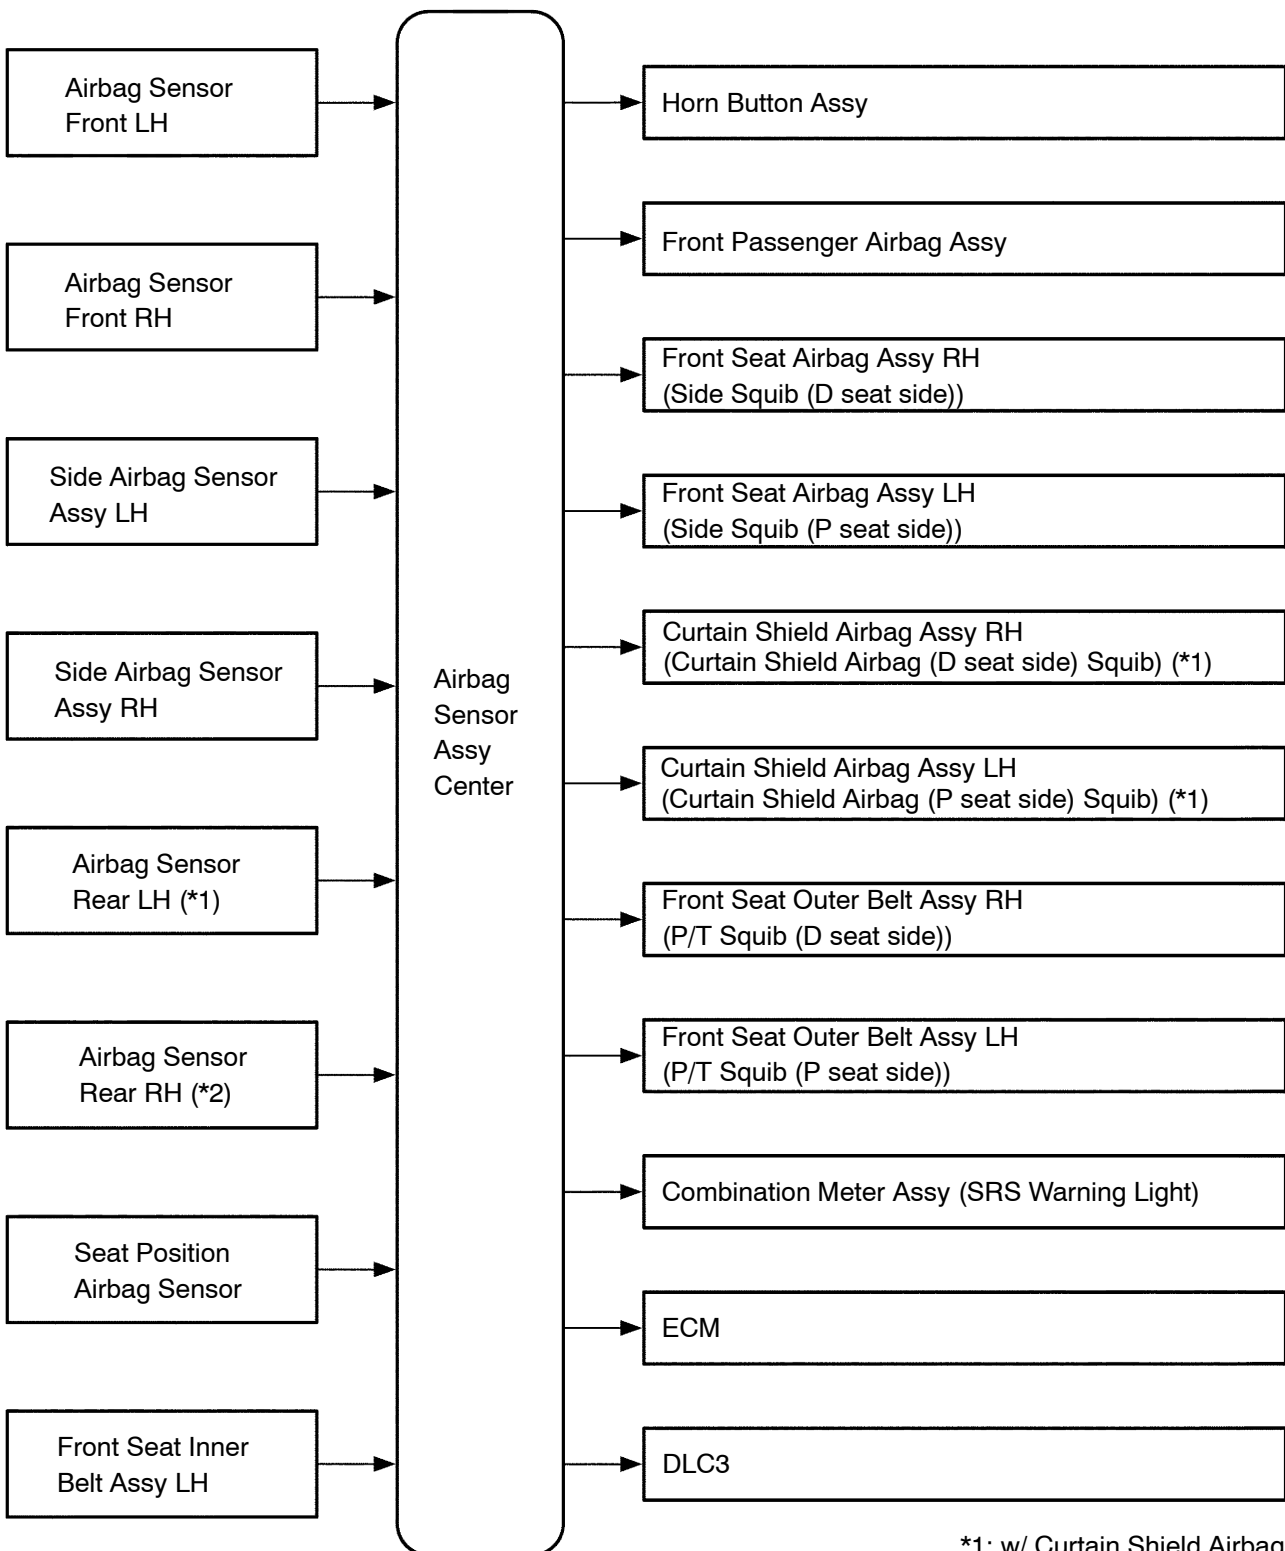 Airbag Sensor
Front LH
Airbag Sensor
Front RH
Side Airbag Sensor
Assy LH
Side Airbag Sensor
Assy RH
Airbag Sensor
Rear LH (*1)
Airbag Sensor
Rear RH (*2)
Seat Position
Airbag Sensor
Front Seat Inner
Belt Assy LH
Airbag
Sensor
Assy
Center
Horn Button Assy
Front Passenger Airbag Assy
Front Seat Airbag Assy RH
(Side Squib (D seat side))
Front Seat Airbag Assy LH
(Side Squib (P seat side))
Curtain Shield Airbag Assy RH
(Curtain Shield Airbag (D seat side) Squib) (*1)
Curtain Shield Airbag Assy LH
(Curtain Shield Airbag (P seat side) Squib) (*1)
Front Seat Outer Belt Assy RH
(P/T Squib (D seat side))
Front Seat Outer Belt Assy LH
(P/T Squib (P seat side))
Combination Meter Assy (SRS Warning Light)
ECM
DLC3
*1: w/ Curtain Shield Airbag